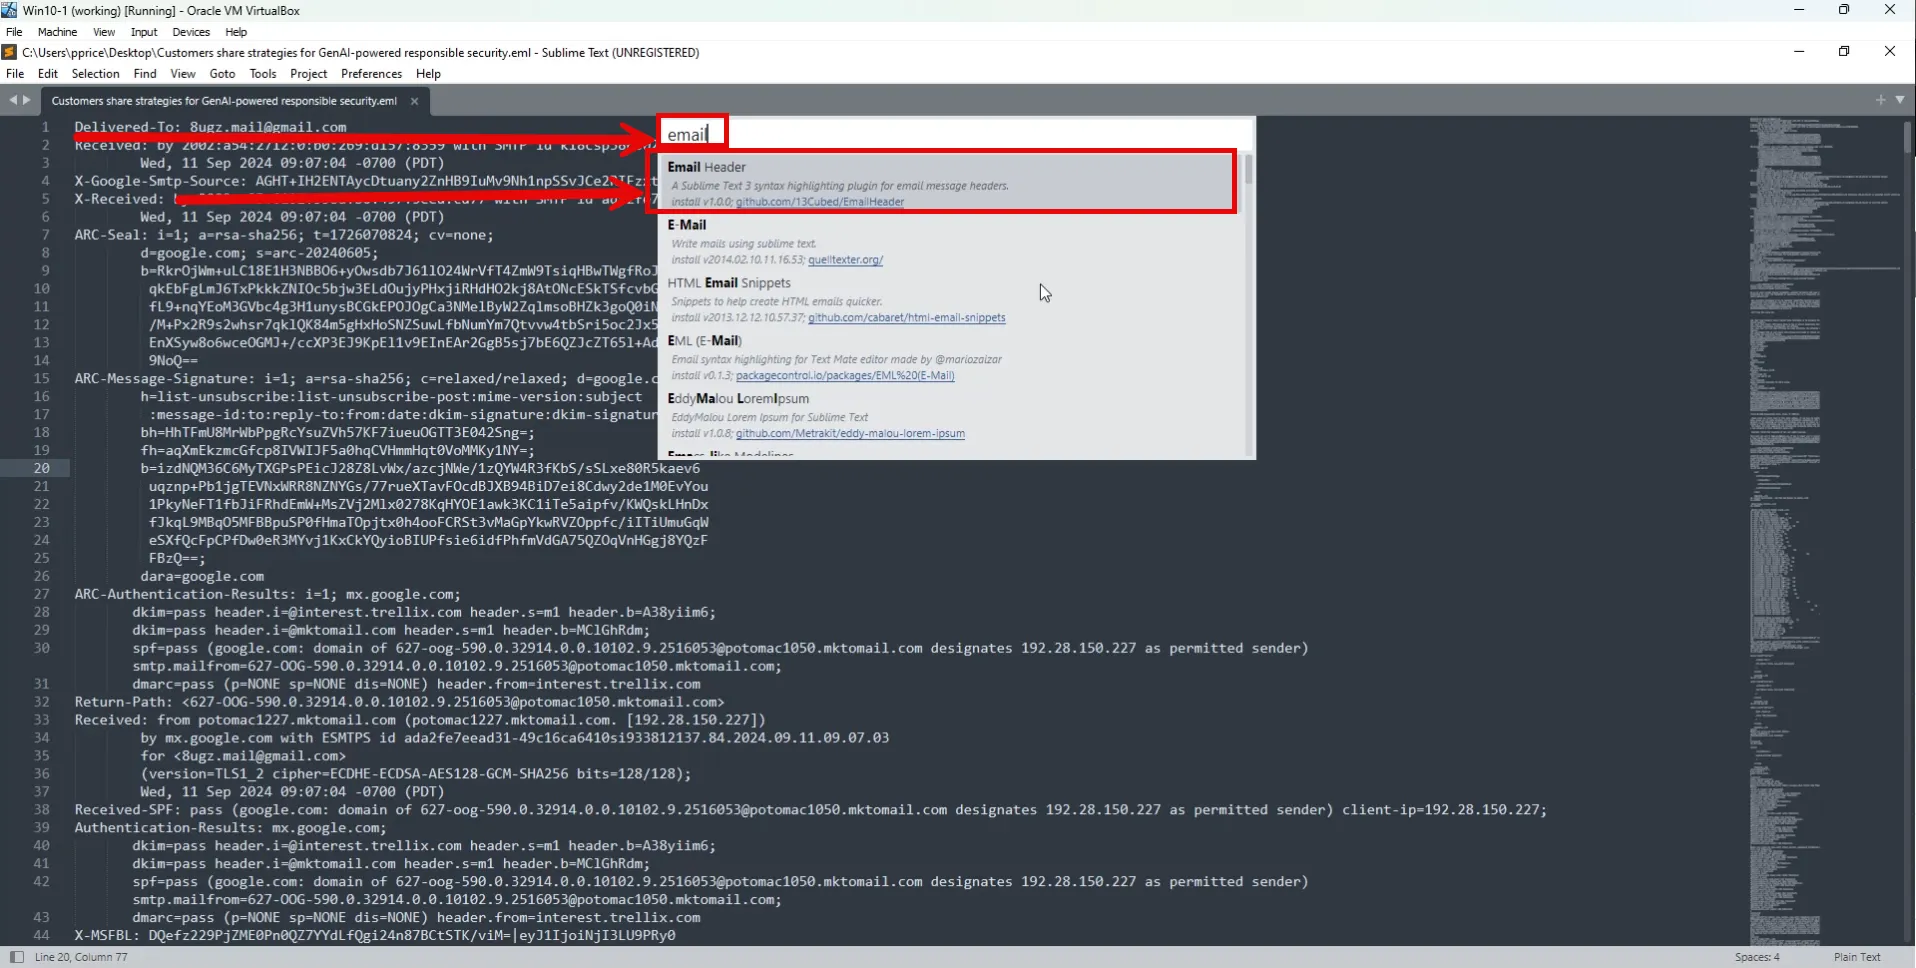 Win10-1 (working) [Running] - Oracle VM VirtualBox
File Machine View Input Devices Help
C:\Users\pprice\Desktop\Customers share strategies for GenAI-powered responsible security.eml - Sublime Text (UNREGISTERED)
File Edit Selection Find View Goto Tools Project Preferences Help
Customers share strategies for GenAI-powered responsible security.eml
email
Email Header
A Sublime Text 3 syntax highlighting plugin for email message headers.
install v1.0.0; github.com/13Cubed/EmailHeader
E-Mail
Write mails using sublime text.
install v2014.02.10.11.16.53; quelltexter.org/
HTML Email Snippets
Snippets to help create HTML emails quicker.
install v2013.12.12.10.57.37; github.com/cabaret/html-email-snippets
EML (E-Mail)
Email syntax highlighting for Text Mate editor made by @mariozaizar
install v0.1.3; packagecontrol.io/packages/EML%20(E-Mail)
EddyMalou LoremIpsum
EddyMalou Lorem Ipsum for Sublime Text
install v1.0.8; github.com/Metrakit/eddy-malou-lorem-ipsum
1 Delivered-To: 8ugz.mail@gmail.com
2 Received: by with SMTP id
3 Wed, 11 Sep 2024 09:07:04 -0700 (PDT)
4 X-Google-Smtp-Source:
5 X-Received:
6 Wed, 11 Sep 2024 09:07:04 -0700 (PDT)
7 ARC-Seal: i=1; a=rsa-sha256; t=1726070824; cv=none;
8 d=google.com; s=arc-20240605;
9 b=RkrOjWm+uLC18E1H3NBBO6+yOwsdb7J61lO24WrVfT4ZmW9TsiqHBwTWgfRoJ
10 qkEbFgLmJ6TxPkkkZNIOc5bjw3ELdOujyPHxjiRHdHO2kj8AtONcESkTSfcvbG
11 fL9+nqYEoM3GVbc4g3H1unysBCGkEPOJOgCa3NMelByW2ZqlmsoBHZk3goQ0iN
12 /M+Px2R9s2whsr7qklQK84m5gHxHoSNZSuwLfbNumYm7Qtvvw4tbSri5oc2Jx5
13 EnXSyw8o6wceOGMJ+/ccXP3EJ9KpEl1v9EInEAr2GgB5sj7bE6QZJcZT65l+Ad
14 9NoQ==
15 ARC-Message-Signature: i=1; a=rsa-sha256; c=relaxed/relaxed; d=google.c
16 h=list-unsubscribe:list-unsubscribe-post:mime-version:subject
17 :message-id:to:reply-to:from:date:dkim-signature:dkim-signatur
18 bh=HhTFmU8MrWbPpgRcYsuZVh57KF7iueuOGTT3E042Sng=;
19 fh=aqXmEkzmcGfcp8IVWIJF5a0hqCVHmmHqt0VoMMKy1NY=;
20 b=izdNQM36C6MyTXGPsPEicJ28Z8LvWx/azcjNWe/1zQYW4R3fKbS/sSLxe80R5kaev6
21 uqznp+Pb1jgTEVNxWRR8NZNYGs/77rueXTavFOcdBJXB94BiD7ei8Cdwy2de1M0EvYou
22 1PkyNeFT1fbJiFRhdEmW+MsZVj2Mlx0278KqHYOE1awk3KC1iTe5aipfv/KWQskLHnDx
23 fJkqL9MBqO5MFBBpuSP0fHmaTOpjtx0h4ooFCRSt3vMaGpYkwRVZOppfc/iITiUmuGqW
24 eSXfQcFpCPfDw0eR3MYvj1KxCkYQyioBIUPfsie6idfPhfmVdGA75QZOqVnHGgj8YQzF
25 FBzQ==;
26 dara=google.com
27 ARC-Authentication-Results: i=1; mx.google.com;
28 dkim=pass header.i=@interest.trellix.com header.s=m1 header.b=A38yiim6;
29 dkim=pass header.i=@mktomail.com header.s=m1 header.b=MClGhRdm;
30 spf=pass (google.com: domain of 627-oog-590.0.32914.0.0.10102.9.2516053@potomac1050.mktomail.com designates 192.28.150.227 as permitted sender)
smtp.mailfrom=627-OOG-590.0.32914.0.0.10102.9.2516053@potomac1050.mktomail.com;
31 dmarc=pass (p=NONE sp=NONE dis=NONE) header.from=interest.trellix.com
32 Return-Path: <627-OOG-590.0.32914.0.0.10102.9.2516053@potomac1050.mktomail.com>
33 Received: from potomac1227.mktomail.com (potomac1227.mktomail.com. [192.28.150.227])
34 by mx.google.com with ESMTPS id ada2fe7eead31-49c16ca6410si933812137.84.2024.09.11.09.07.03
35 for <8ugz.mail@gmail.com>
36 (version=TLS1_2 cipher=ECDHE-ECDSA-AES128-GCM-SHA256 bits=128/128);
37 Wed, 11 Sep 2024 09:07:04 -0700 (PDT)
38 Received-SPF: pass (google.com: domain of 627-oog-590.0.32914.0.0.10102.9.2516053@potomac1050.mktomail.com designates 192.28.150.227 as permitted sender) client-ip=192.28.150.227;
39 Authentication-Results: mx.google.com;
40 dkim=pass header.i=@interest.trellix.com header.s=m1 header.b=A38yiim6;
41 dkim=pass header.i=@mktomail.com header.s=m1 header.b=MClGhRdm;
42 spf=pass (google.com: domain of 627-oog-590.0.32914.0.0.10102.9.2516053@potomac1050.mktomail.com designates 192.28.150.227 as permitted sender)
smtp.mailfrom=627-OOG-590.0.32914.0.0.10102.9.2516053@potomac1050.mktomail.com;
43 dmarc=pass (p=NONE sp=NONE dis=NONE) header.from=interest.trellix.com
44 X-MSFBL: DQefz229PjZME0Pn0QZ7YYdLfQgi24n87BCtSTK/viM=|eyJ1IjoiNjI3LU9PRy0
Line 20, Column 77
Spaces: 4
Plain Text